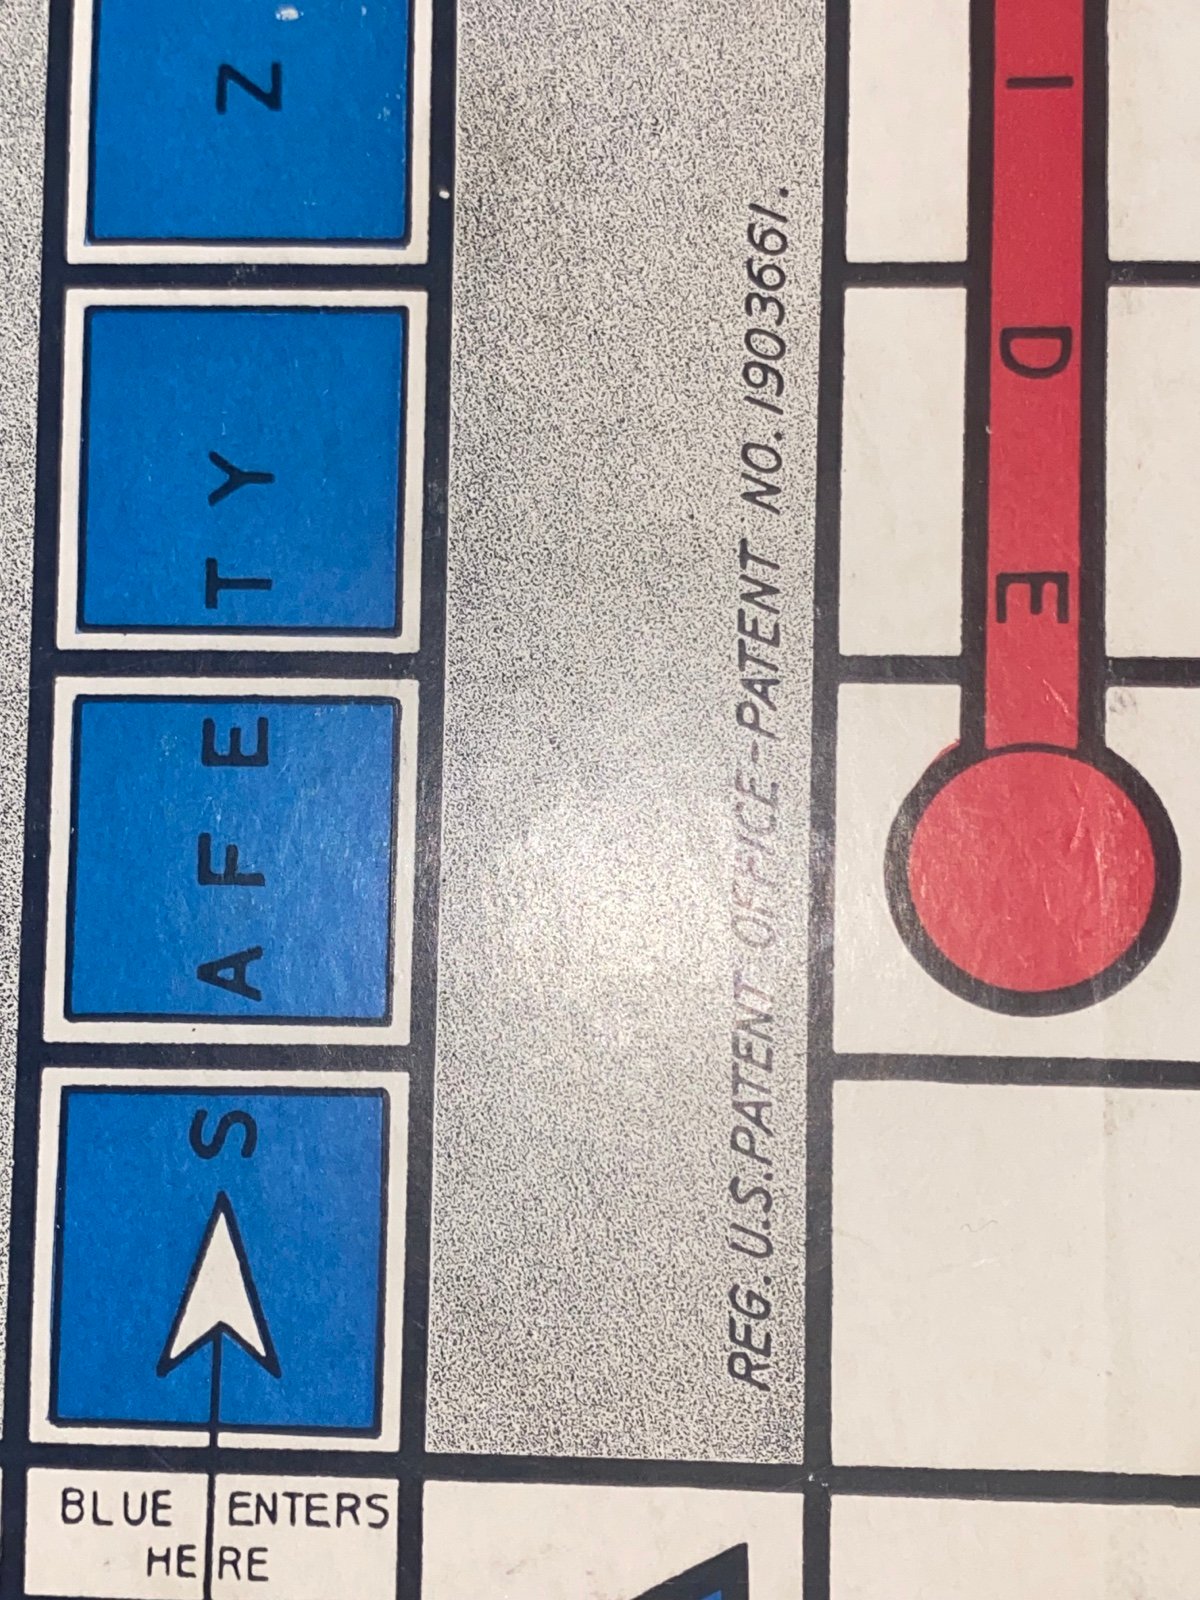 SAFETY Z
REG. U.S. PATENT OFFICE-PATENT NO. 1903661.
IDE
BLUE ENTERS
HERE